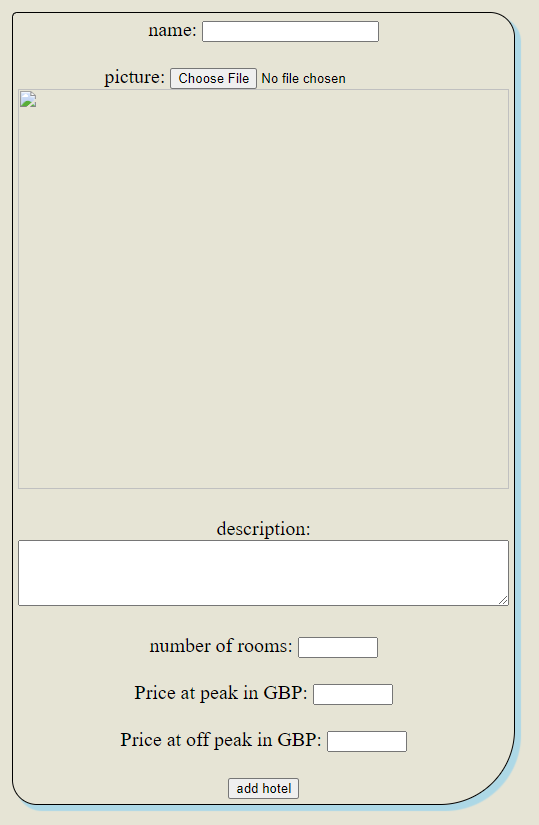 name:
picture: Choose File No file chosen
description:
number of rooms:
Price at peak in GBP:
Price at off peak in GBP:
add hotel